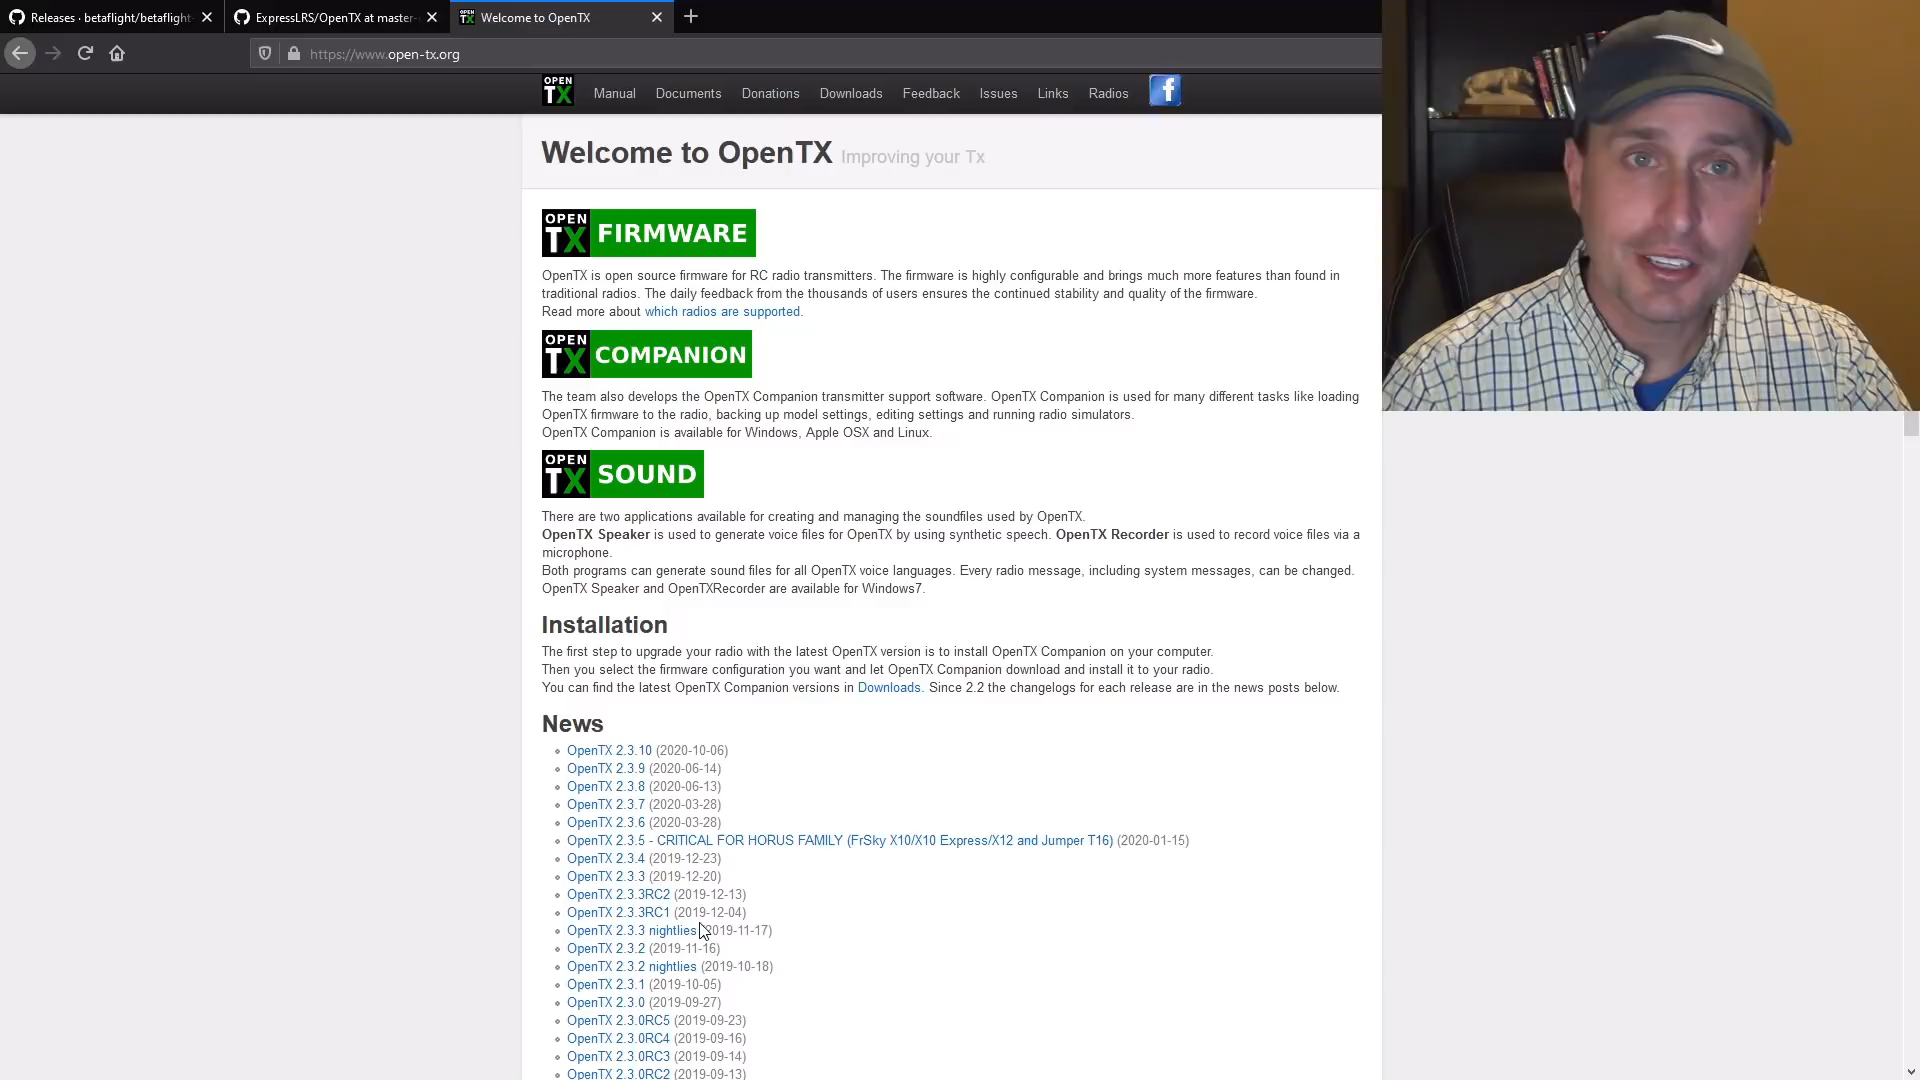 Releases · betaflight/betaflight-
ExpressLRS/OpenTX at master-
Welcome to OpenTX
https://www.open-tx.org
OPEN TX Manual Documents Donations Downloads Feedback Issues Links Radios f
Welcome to OpenTX Improving your Tx
OPEN TX FIRMWARE
OpenTX is open source firmware for RC radio transmitters. The firmware is highly configurable and brings much more features than found in
traditional radios. The daily feedback from the thousands of users ensures the continued stability and quality of the firmware.
Read more about which radios are supported.
OPEN TX COMPANION
The team also develops the OpenTX Companion transmitter support software. OpenTX Companion is used for many different tasks like loading
OpenTX firmware to the radio, backing up model settings, editing settings and running radio simulators.
OpenTX Companion is available for Windows, Apple OSX and Linux.
OPEN TX SOUND
There are two applications available for creating and managing the soundfiles used by OpenTX.
OpenTX Speaker is used to generate voice files for OpenTX by using synthetic speech. OpenTX Recorder is used to record voice files via a
microphone.
Both programs can generate sound files for all OpenTX voice languages. Every radio message, including system messages, can be changed.
OpenTX Speaker and OpenTXRecorder are available for Windows7.
Installation
The first step to upgrade your radio with the latest OpenTX version is to install OpenTX Companion on your computer.
Then you select the firmware configuration you want and let OpenTX Companion download and install it to your radio.
You can find the latest OpenTX Companion versions in Downloads. Since 2.2 the changelogs for each release are in the news posts below.
News
OpenTX 2.3.10 (2020-10-06)
OpenTX 2.3.9 (2020-06-14)
OpenTX 2.3.8 (2020-06-13)
OpenTX 2.3.7 (2020-03-28)
OpenTX 2.3.6 (2020-03-28)
OpenTX 2.3.5 - CRITICAL FOR HORUS FAMILY (FrSky X10/X10 Express/X12 and Jumper T16) (2020-01-15)
OpenTX 2.3.4 (2019-12-23)
OpenTX 2.3.3 (2019-12-20)
OpenTX 2.3.3RC2 (2019-12-13)
OpenTX 2.3.3RC1 (2019-12-04)
OpenTX 2.3.3 nightlies (2019-11-17)
OpenTX 2.3.2 (2019-11-16)
OpenTX 2.3.2 nightlies (2019-10-18)
OpenTX 2.3.1 (2019-10-05)
OpenTX 2.3.0 (2019-09-27)
OpenTX 2.3.0RC5 (2019-09-23)
OpenTX 2.3.0RC4 (2019-09-16)
OpenTX 2.3.0RC3 (2019-09-14)
OpenTX 2.3.0RC2 (2019-09-13)